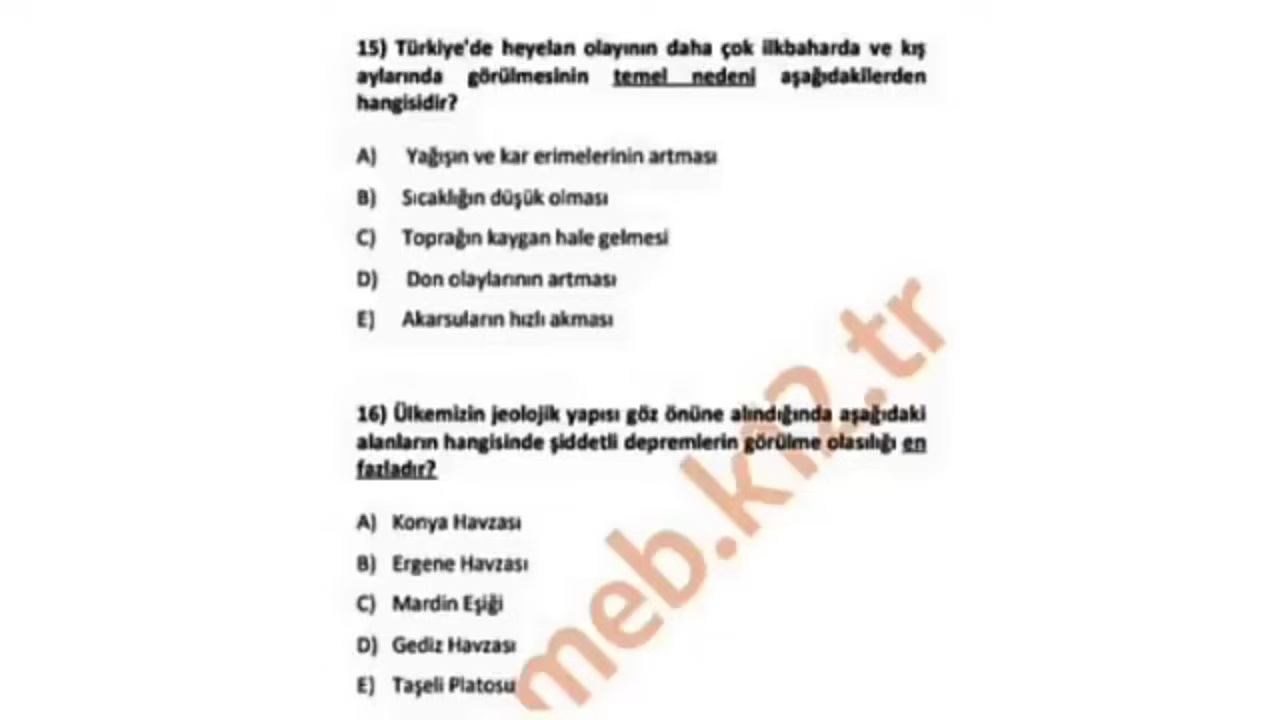 15) Türkiye'de heyelan olayının daha çok ilkbaharda ve kış
aylarında görülmesinin temel nedeni aşağıdakilerden
hangisidir?
A) Yağışın ve kar erimelerinin artması
B) Sıcaklığın düşük olması
C) Toprağın kaygan hale gelmesi
D) Don olaylarının artması
E) Akarsuların hızlı akması
16) Ülkemizin jeolojik yapısı göz önüne alındığında aşağıdaki
alanların hangisinde şiddetli depremlerin görülme olasılığı en
fazladır?
A) Konya Havzası
B) Ergene Havzası
C) Mardin Eşiği
D) Gediz Havzası
E) Taşeli Platosu
meb.k12.tr